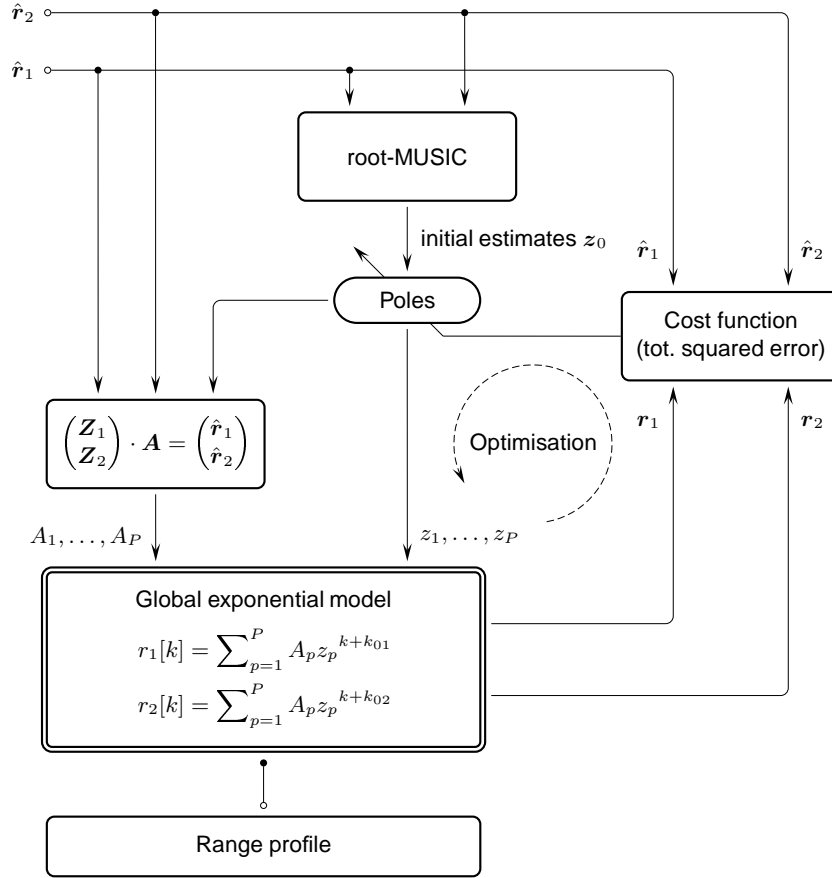 r̂₂
r̂₁
root-MUSIC
initial estimates z₀
r̂₁
r̂₂
Poles
Cost function
(tot. squared error)
(Z₁ Z₂) · A = (r̂₁ r̂₂)
Optimisation
r₁
r₂
A₁, . . . , A_P
z₁, . . . , z_P
Global exponential model
r₁[k] = ∑_{p=1}^{P} A_p z_p^{k+k₀₁}
r₂[k] = ∑_{p=1}^{P} A_p z_p^{k+k₀₂}
Range profile